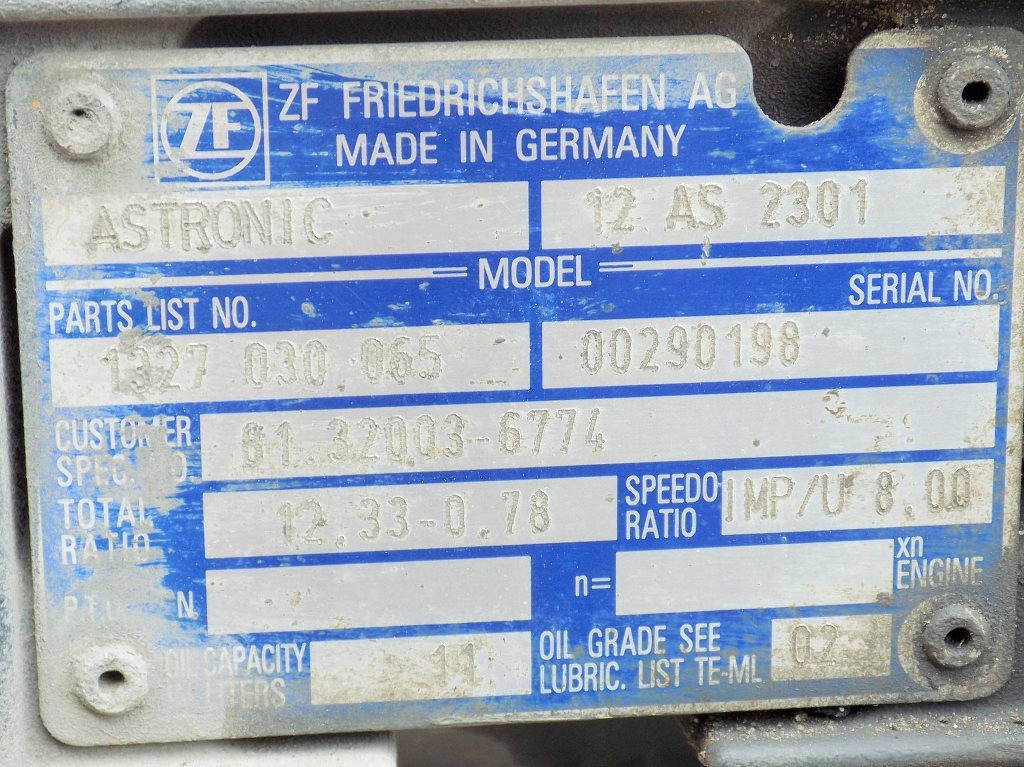 ZF
ZF FRIEDRICHSHAFEN AG
MADE IN GERMANY
ASTRONIC 12 AS 2301
MODEL
PARTS LIST NO. SERIAL NO.
1327 030 065 00290198
CUSTOMER
SPEC. NO. 81.32003-6774
TOTAL
RATIO 12.33-0.78 SPEEDO
RATIO IMP/U 8.00
n= xn
ENGINE
OIL CAPACITY
LITERS 11 OIL GRADE SEE
LUBRIC. LIST TE-ML 02